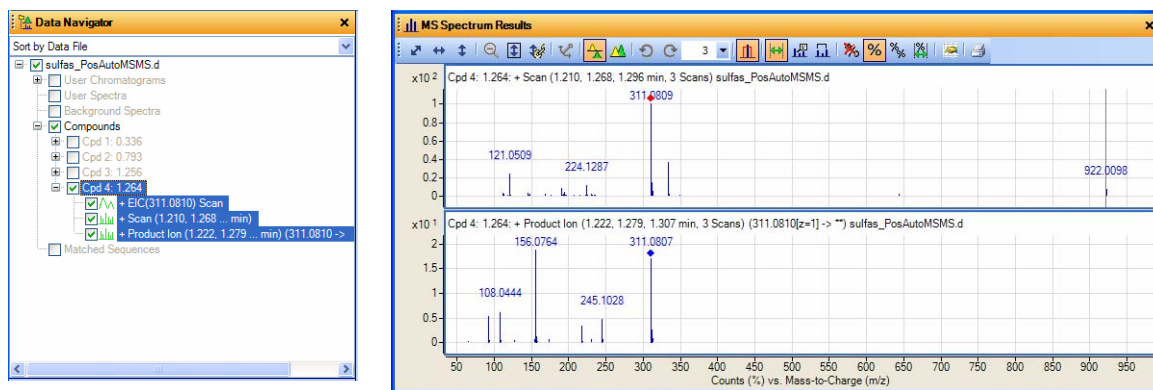 Data Navigator
Sort by Data File
sulfas_PosAutoMSMS.d
User Chromatograms
User Spectra
Background Spectra
Compounds
Cpd 1: 0.336
Cpd 2: 0.793
Cpd 3: 1.256
Cpd 4: 1.264
+ EIC(311.0810) Scan
+ Scan (1.210, 1.268 ... min)
+ Product Ion (1.222, 1.279 ... min) (311.0810 ->
Matched Sequences
MS Spectrum Results
3
x10 2 Cpd 4: 1.264: + Scan (1.210, 1.268, 1.296 min, 3 Scans) sulfas_PosAutoMSMS.d
311.0809
1
0.8
0.6
0.4
0.2
0
121.0509
224.1287
922.0098
x10 1 Cpd 4: 1.264: + Product Ion (1.222, 1.279, 1.307 min, 3 Scans) (311.0810[z=1] -> **) sulfas_PosAutoMSMS.d
156.0764 311.0807
2
1.5
1
0.5
0
108.0444
245.1028
50 100 150 200 250 300 350 400 450 500 550 600 650 700 750 800 850 900 950
Counts (%) vs. Mass-to-Charge (m/z)